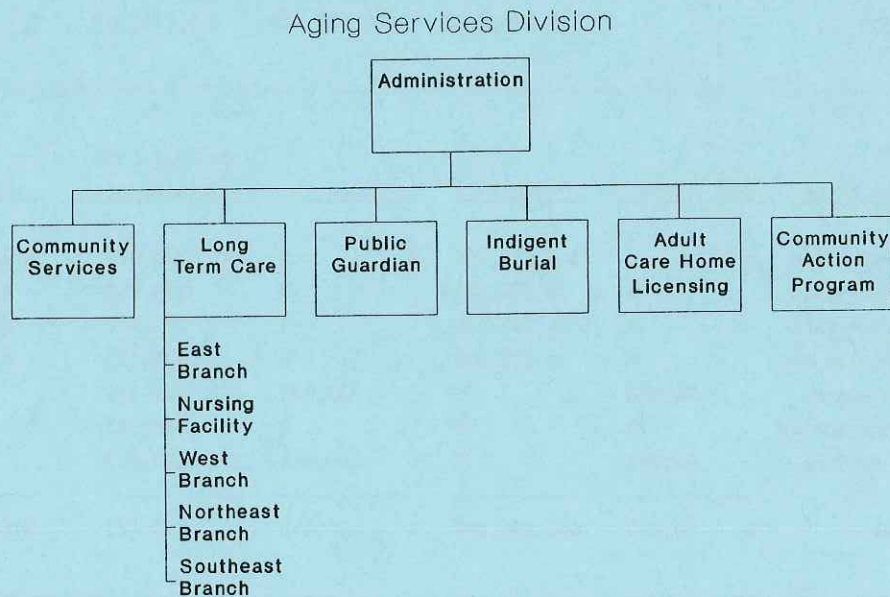 Aging Services Division
Administration
Community
Services
Long
Term Care
Public
Guardian
Indigent
Burial
Adult
Care Home
Licensing
Community
Action
Program
East
Branch
Nursing
Facility
West
Branch
Northeast
Branch
Southeast
Branch